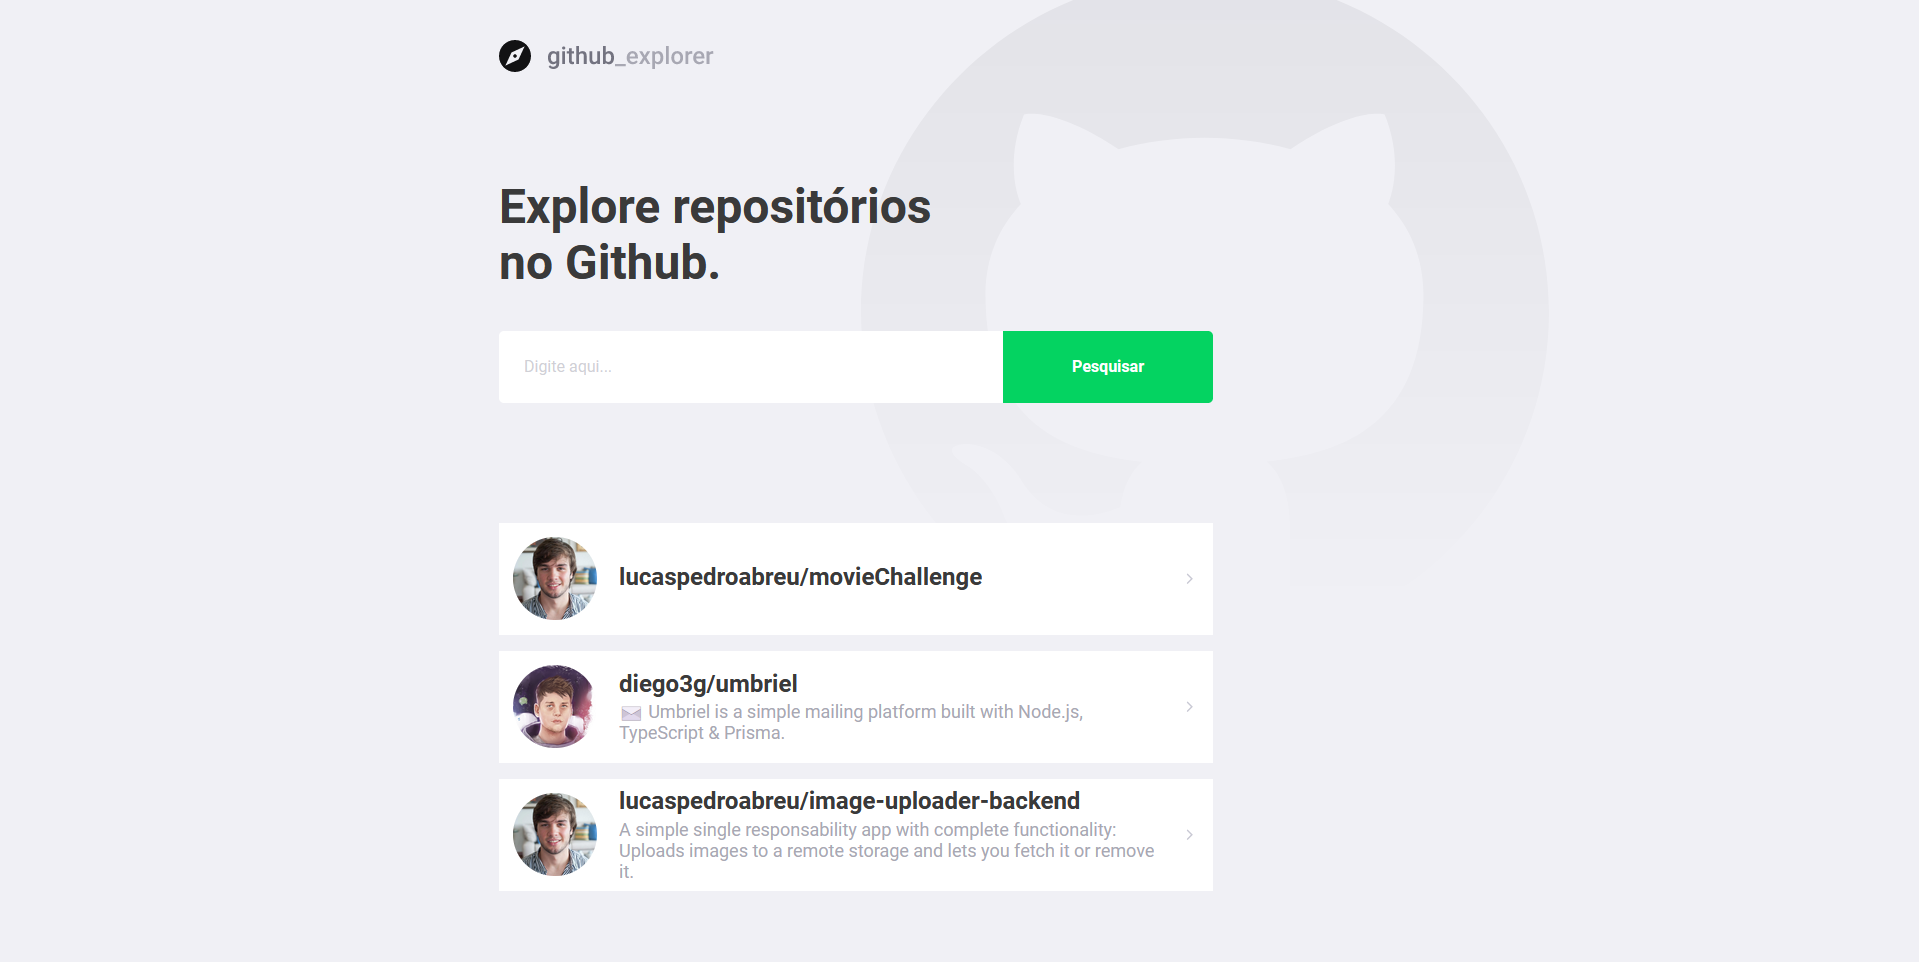 github_explorer
Explore repositórios
no Github.
Digite aqui...
Pesquisar
lucaspedroabreu/movieChallenge
diego3g/umbriel
Umbriel is a simple mailing platform built with Node.js,
TypeScript & Prisma.
lucaspedroabreu/image-uploader-backend
A simple single responsability app with complete functionality:
Uploads images to a remote storage and lets you fetch it or remove
it.